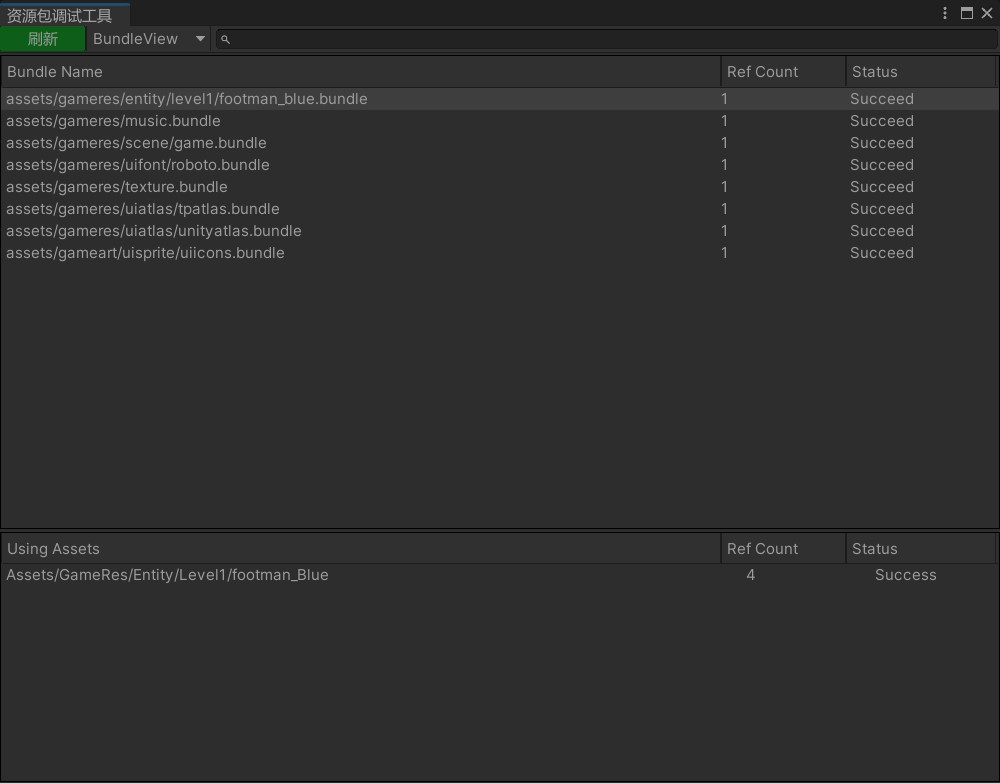 资源包调试工具
刷新 BundleView
Bundle Name Ref Count Status
assets/gameres/entity/level1/footman_blue.bundle 1 Succeed
assets/gameres/music.bundle 1 Succeed
assets/gameres/scene/game.bundle 1 Succeed
assets/gameres/uifont/roboto.bundle 1 Succeed
assets/gameres/texture.bundle 1 Succeed
assets/gameres/uiatlas/tpatlas.bundle 1 Succeed
assets/gameres/uiatlas/unityatlas.bundle 1 Succeed
assets/gameart/uisprite/uiicons.bundle 1 Succeed
Using Assets Ref Count Status
Assets/GameRes/Entity/Level1/footman_Blue 4 Success